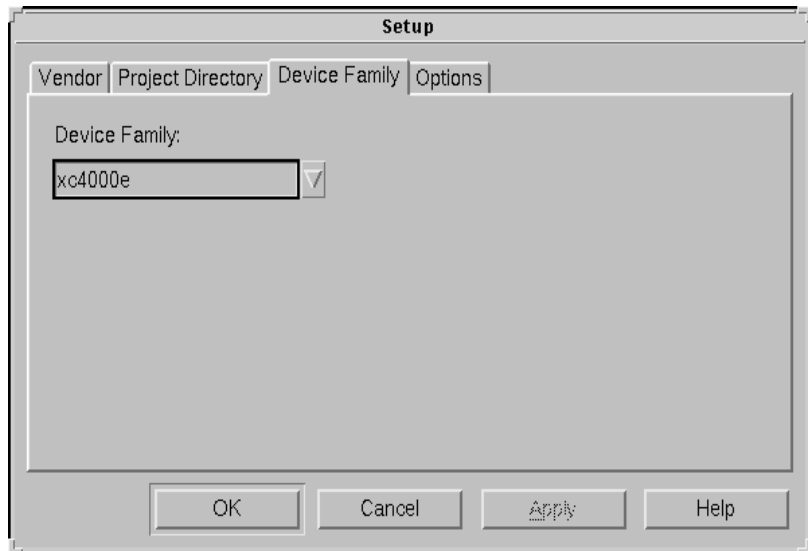 Setup
Vendor Project Directory Device Family Options
Device Family:
xc4000e
OK Cancel Apply Help